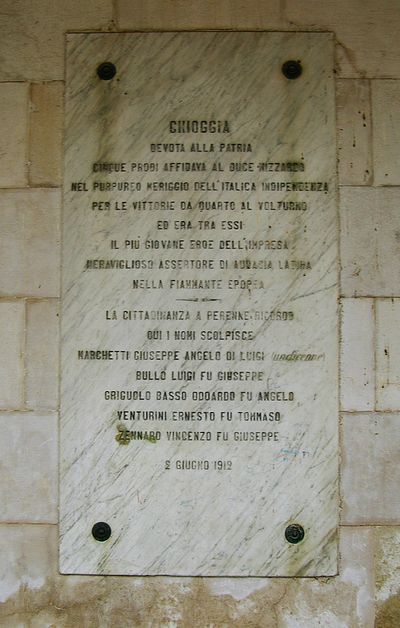 CHIOGGIA
DEVOTA ALLA PATRIA
CINQUE PRODI AFFIDAVA AL DUCE NIZZARDO
NEL PURPUREO MERIGGIO DELL'ITALICA INDIPENDENZA
PER LE VITTORIE DA QUARTO AL VOLTURNO
ED ERA TRA ESSI
IL PIÙ GIOVANE EROE DELL'IMPRESA
MERAVIGLIOSO ASSERTORE DI AUDACIA LATINA
NELLA FIAMMANTE EPOPEA
LA CITTADINANZA A PERENNE RICORDO
QUI I NOMI SCOLPISCE
MARCHETTI GIUSEPPE ANGELO DI LUIGI (undicenne)
BULLO LUIGI FU GIUSEPPE
GRIGUOLO BASSO ODOARDO FU ANGELO
VENTURINI ERNESTO FU TOMMASO
ZENNARO VINCENZO FU GIUSEPPE
2 GIUGNO 1912